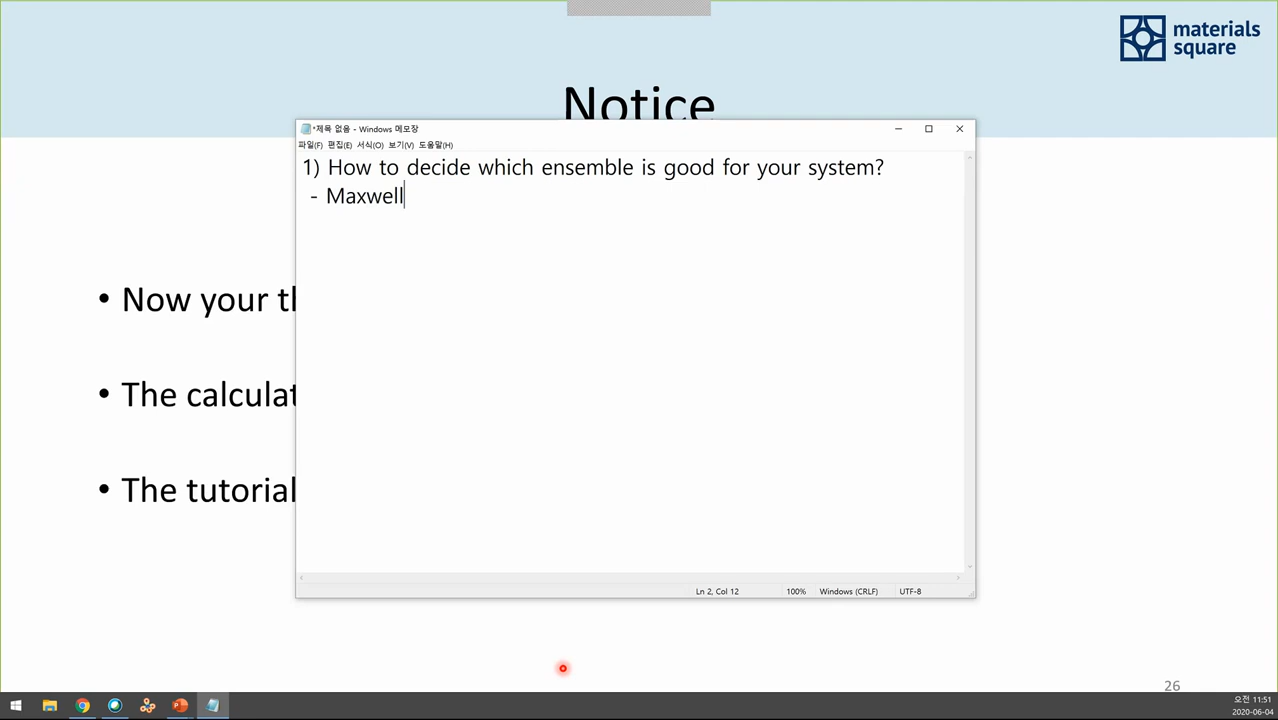 materials
square
Notice
*제목 없음 - Windows 메모장
파일(F) 편집(E) 서식(O) 보기(V) 도움말(H)
1) How to decide which ensemble is good for your system?
- Maxwell
• Now your
• The
• The tutorial
Ln 2, Col 12 100% Windows (CRLF) UTF-8
26
오전 11:51
2020-06-04